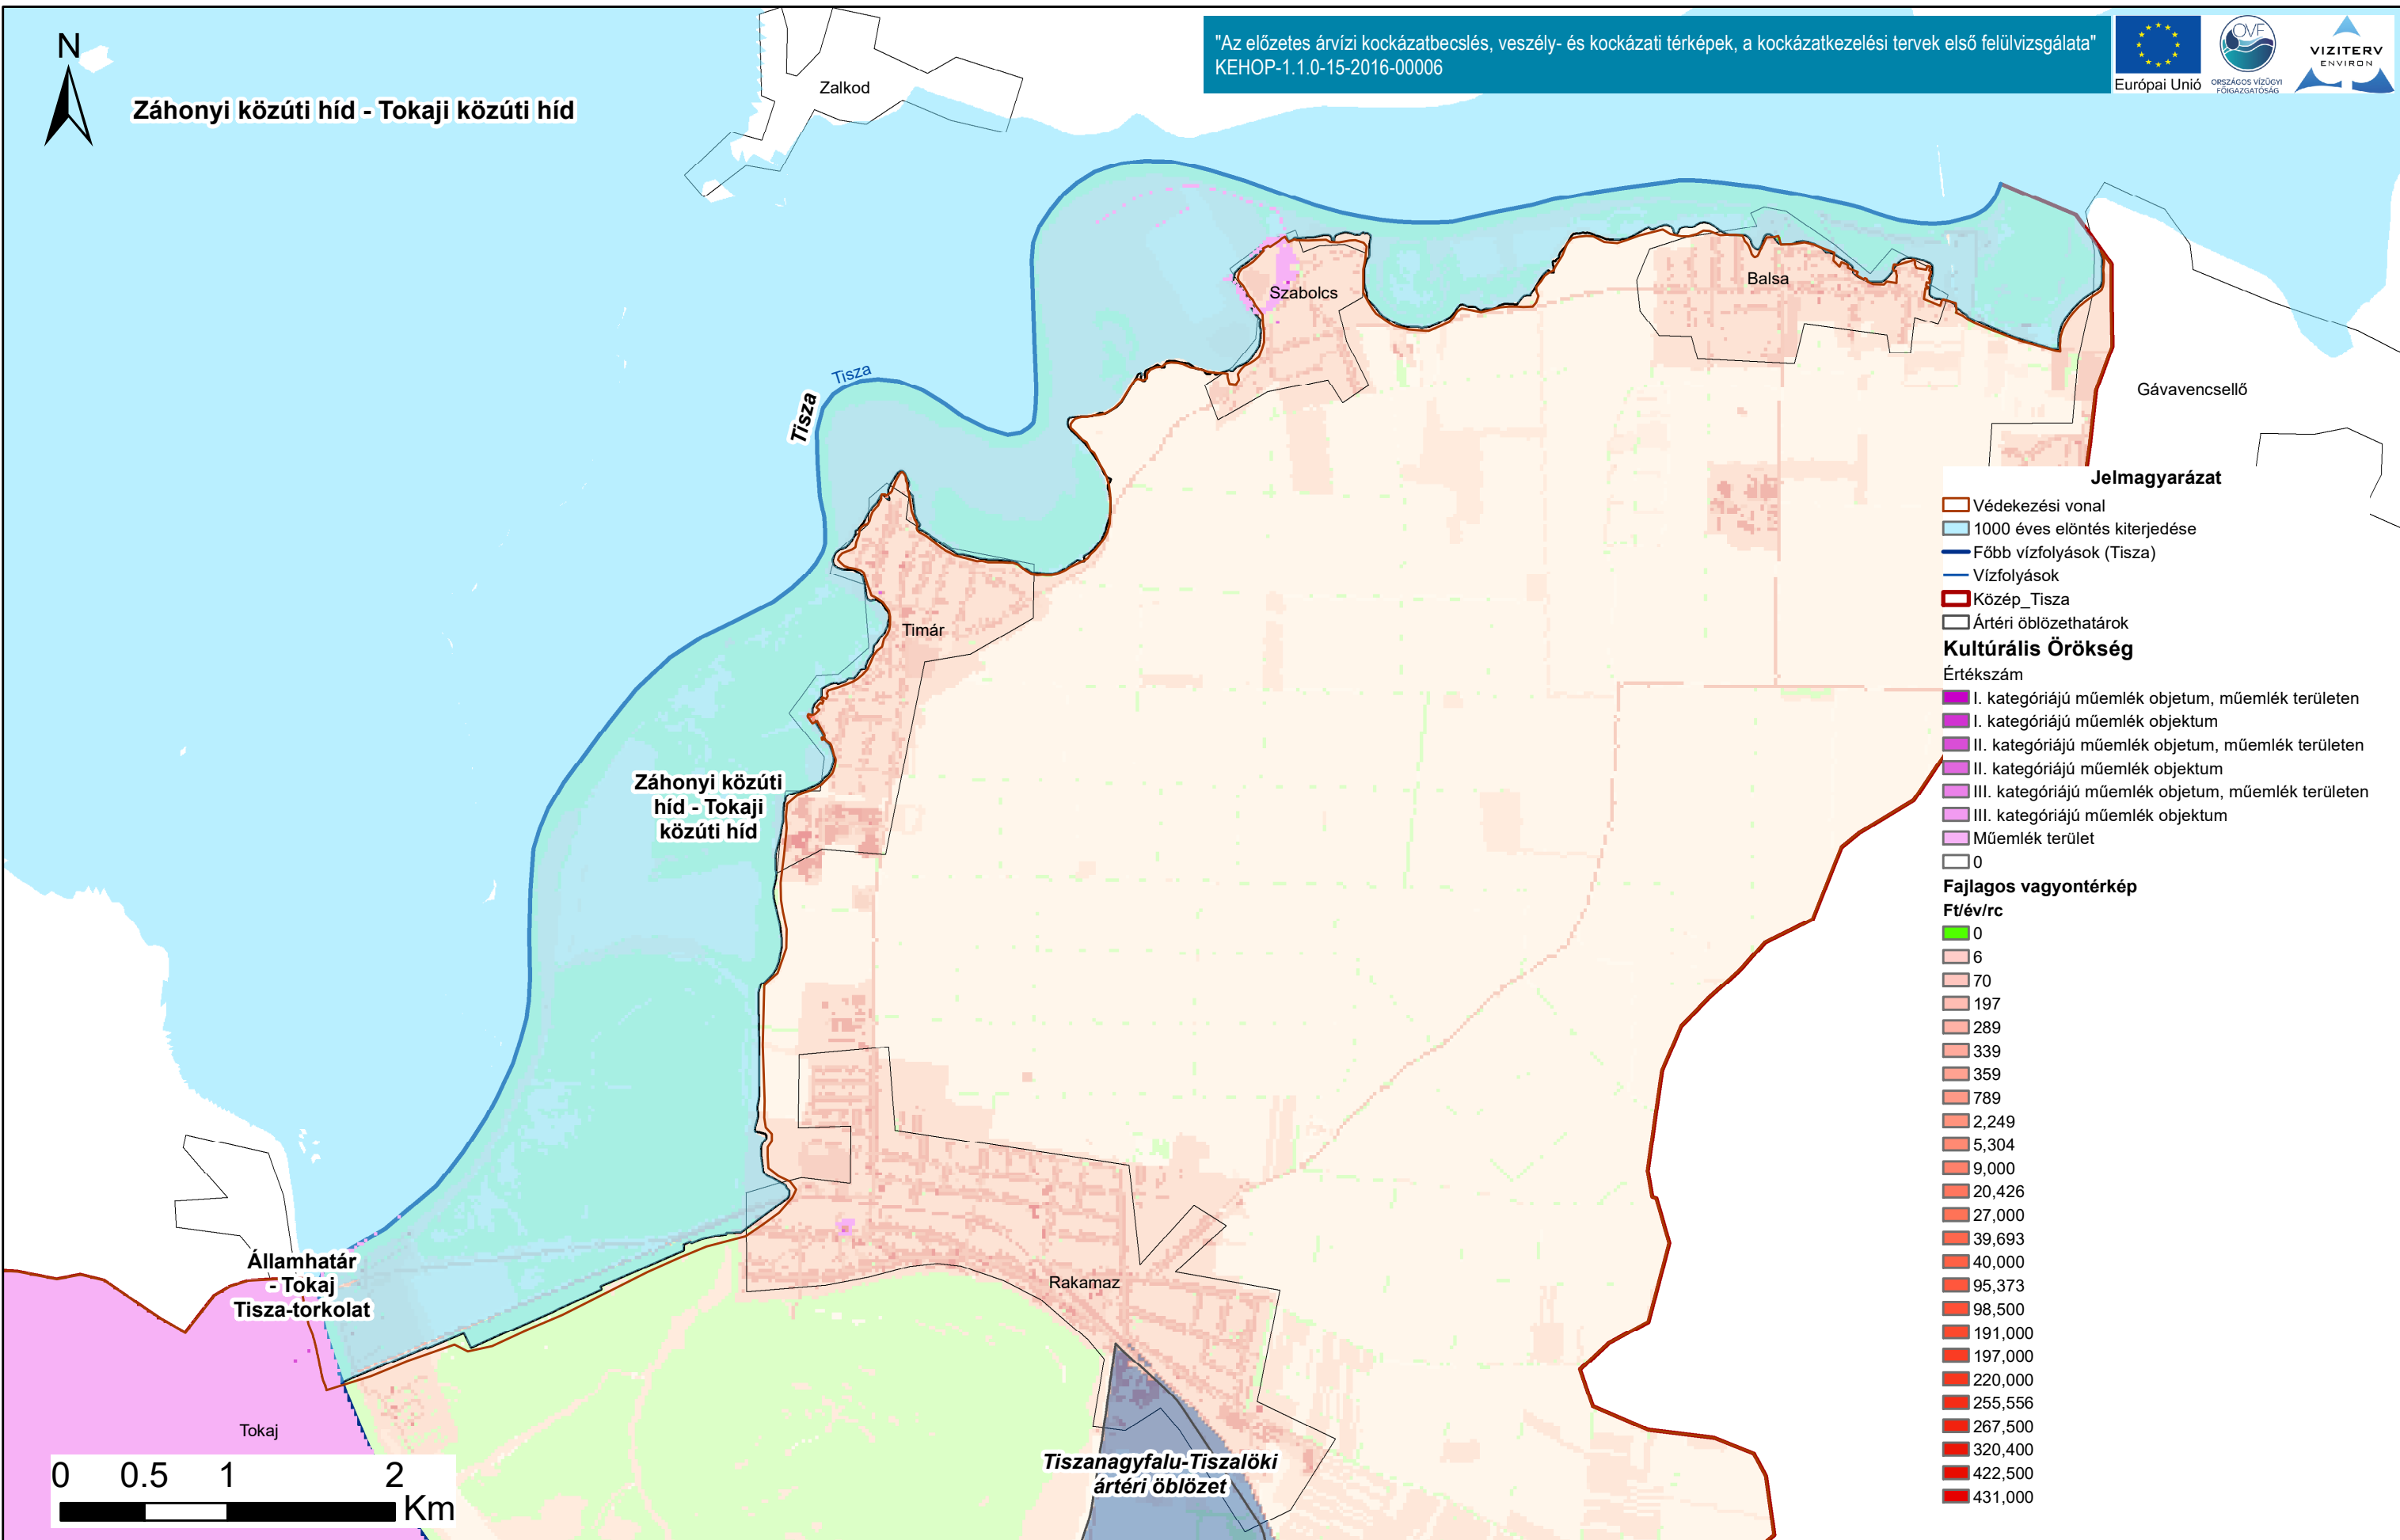 "Az előzetes árvízi kockázatbecslés, veszély- és kockázati térképek, a kockázatkezelési tervek első felülvizsgálata"
KEHOP-1.1.0-15-2016-00006
Európai Unió
OVF
ORSZÁGOS VÍZÜGYI
FŐIGAZGATÓSÁG
VIZITERV
ENVIRON
N
Záhonyi közúti híd - Tokaji közúti híd
Zalkod
Szabolcs
Balsa
Tisza
Tisza
Gávavencsellő
Timár
Záhonyi közúti
híd - Tokaji
közúti híd
Államhatár
- Tokaj
Tisza-torkolat
Rakamaz
Tokaj
Tiszanagyfalu-Tiszalöki
ártéri öblözet
0 0.5 1 2
Km
Jelmagyarázat
Védekezési vonal
1000 éves elöntés kiterjedése
Főbb vízfolyások (Tisza)
Vízfolyások
Közép_Tisza
Ártéri öblözethatárok
Kultúrális Örökség
Értékszám
I. kategóriájú műemlék objetum, műemlék területen
I. kategóriájú műemlék objektum
II. kategóriájú műemlék objetum, műemlék területen
II. kategóriájú műemlék objektum
III. kategóriájú műemlék objetum, műemlék területen
III. kategóriájú műemlék objektum
Műemlék terület
0
Fajlagos vagyontérkép
Ft/év/rc
0
6
70
197
289
339
359
789
2,249
5,304
9,000
20,426
27,000
39,693
40,000
95,373
98,500
191,000
197,000
220,000
255,556
267,500
320,400
422,500
431,000